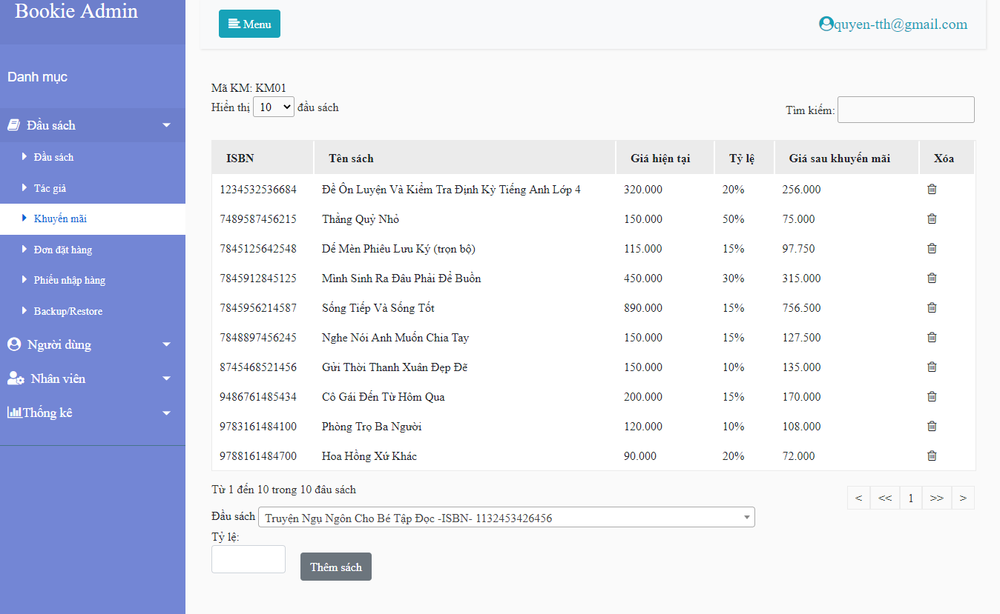 Bookie Admin
Menu
quyen-tth@gmail.com
Danh mục
Đầu sách
Đầu sách
Tác giả
Khuyến mãi
Đơn đặt hàng
Phiếu nhập hàng
Backup/Restore
Người dùng
Nhân viên
Thống kê
Mã KM: KM01
Hiển thị 10 đầu sách
Tìm kiếm:
ISBN Tên sách Giá hiện tại Tỷ lệ Giá sau khuyến mãi Xóa
1234532536684 Đề Ôn Luyện Và Kiểm Tra Định Kỳ Tiếng Anh Lớp 4 320.000 20% 256.000
7489587456215 Thằng Quỷ Nhỏ 150.000 50% 75.000
7845125642548 Dế Mèn Phiêu Lưu Ký (trọn bộ) 115.000 15% 97.750
7845912845125 Mình Sinh Ra Đâu Phải Để Buồn 450.000 30% 315.000
7845956214587 Sống Tiếp Và Sống Tốt 890.000 15% 756.500
7848897456245 Nghe Nói Anh Muốn Chia Tay 150.000 15% 127.500
8745468521456 Gửi Thời Thanh Xuân Đẹp Đẽ 150.000 10% 135.000
9486761485434 Cô Gái Đến Từ Hôm Qua 200.000 15% 170.000
9783161484100 Phòng Trọ Ba Người 120.000 10% 108.000
9788161484700 Hoa Hồng Xứ Khác 90.000 20% 72.000
Từ 1 đến 10 trong 10 đâu sách
< << 1 >> >
Đầu sách Truyện Ngụ Ngôn Cho Bé Tập Đọc -ISBN- 1132453426456
Tỷ lệ:
Thêm sách